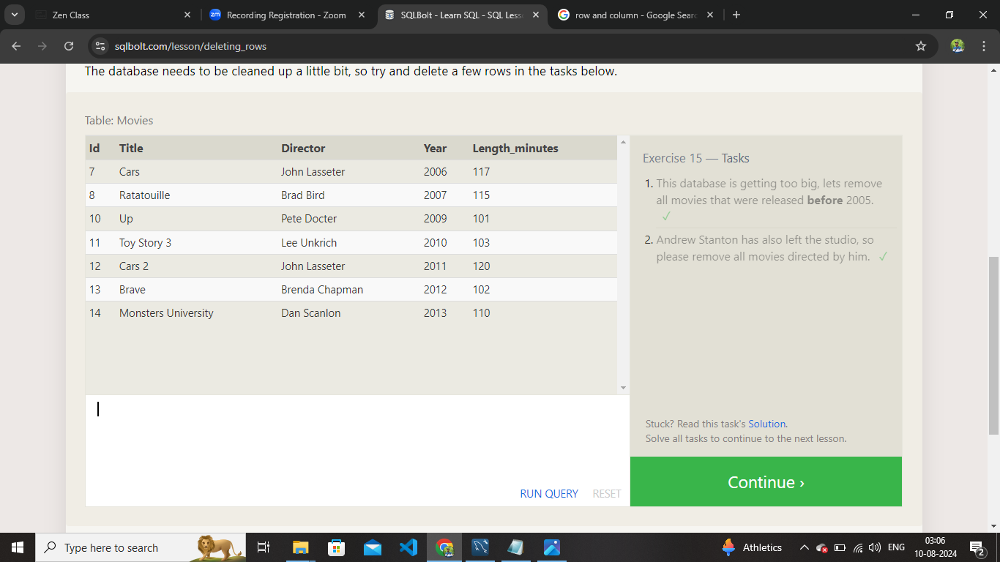 Zen Class
zm Recording Registration - Zoom
SQLBolt - Learn SQL - SQL Less
row and column - Google Searc
sqlbolt.com/lesson/deleting_rows
The database needs to be cleaned up a little bit, so try and delete a few rows in the tasks below.
Table: Movies
Id Title Director Year Length_minutes
7 Cars John Lasseter 2006 117
8 Ratatouille Brad Bird 2007 115
10 Up Pete Docter 2009 101
11 Toy Story 3 Lee Unkrich 2010 103
12 Cars 2 John Lasseter 2011 120
13 Brave Brenda Chapman 2012 102
14 Monsters University Dan Scanlon 2013 110
RUN QUERY RESET
Exercise 15 — Tasks
1. This database is getting too big, lets remove
all movies that were released before 2005.
✓
2. Andrew Stanton has also left the studio, so
please remove all movies directed by him. ✓
Stuck? Read this task's Solution.
Solve all tasks to continue to the next lesson.
Continue ›
Type here to search
Athletics
ENG
03:06
10-08-2024
2